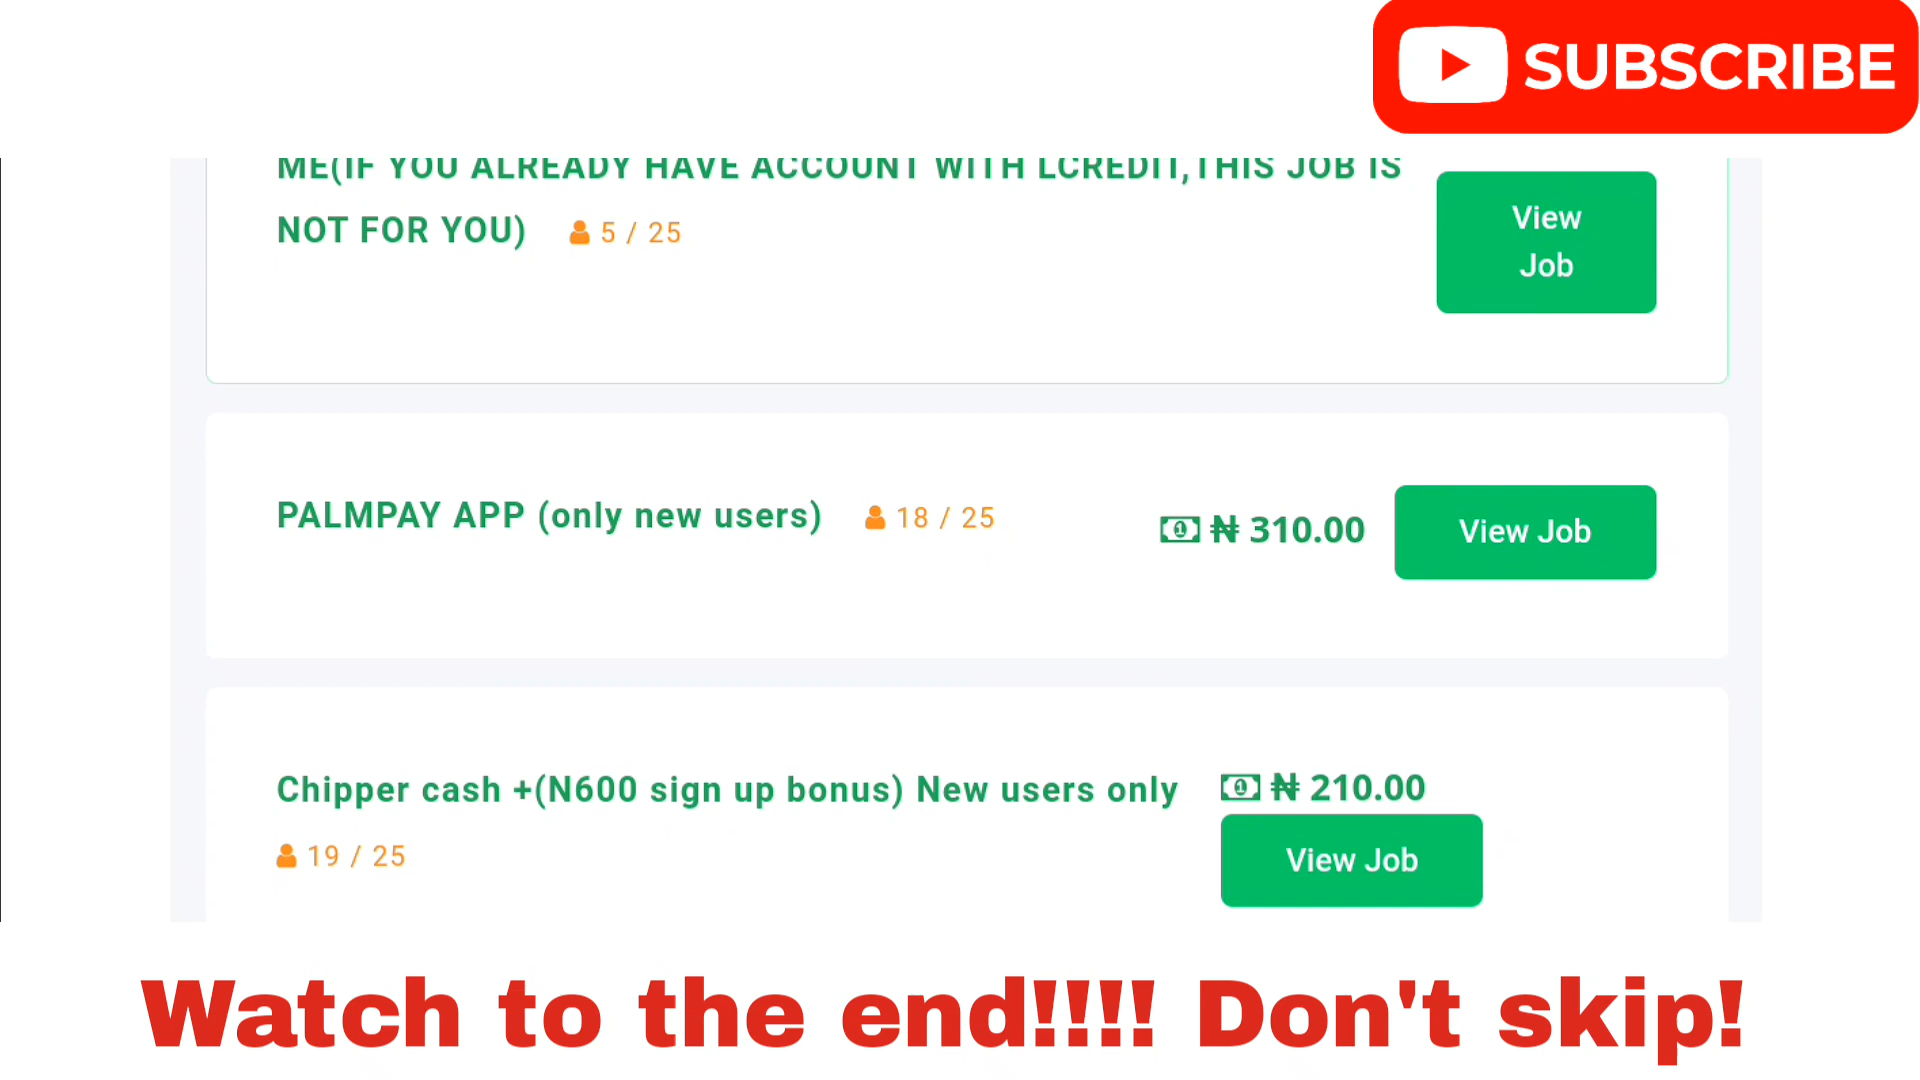 SUBSCRIBE
ME(IF YOU ALREADY HAVE ACCOUNT WITH LCREDIT,THIS JOB IS
NOT FOR YOU) 5 / 25
View
Job
PALMPAY APP (only new users) 18 / 25
₦ 310.00
View Job
Chipper cash +(N600 sign up bonus) New users only
19 / 25
₦ 210.00
View Job
Watch to the end!!!! Don't skip!